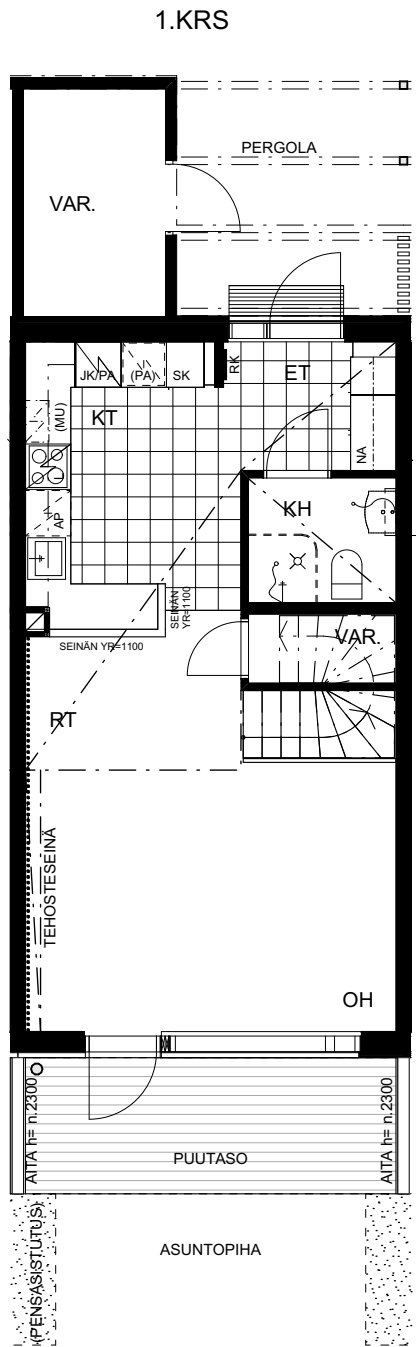 1.KRS
PERGOLA
VAR.
JK/PA
(PA)
SK
RK
ET
KT
(MU)
L
NA
KH
AP
SEINÄN
YR=1100
SEINÄN YR=1100
VAR.
RT
TEHOSTESEINÄ
OH
AITA h= n.2300
AITA h= n.2300
PUUTASO
(PENSASISTUTUS)
ASUNTOPIHA